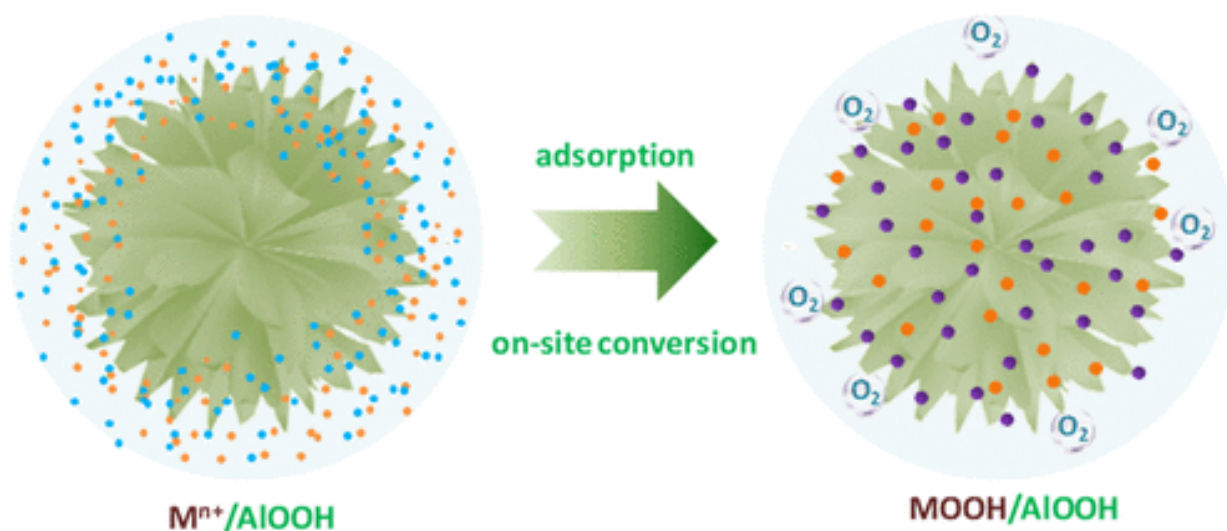 O₂
O₂
O₂
adsorption
O₂
O₂
on-site conversion
O₂
O₂
Mⁿ⁺/AlOOH
MOOH/AlOOH